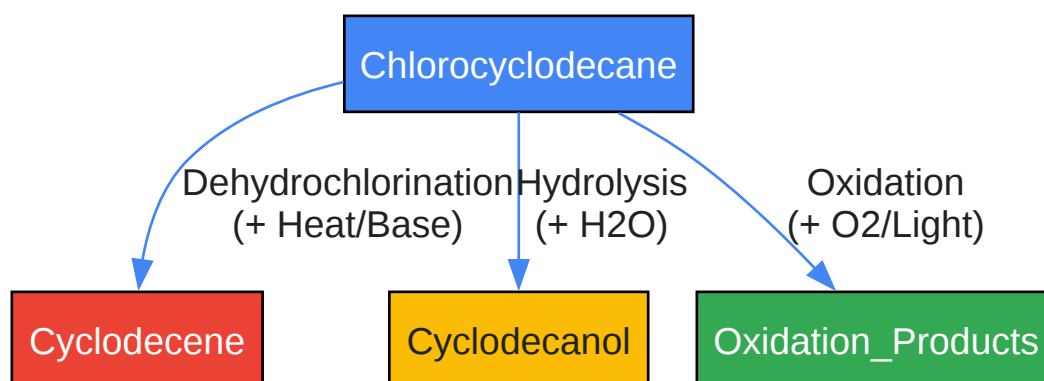 Chlorocyclodecane
Dehydrochlorination
(+ Heat/Base)
Hydrolysis
(+ H2O)
Oxidation
(+ O2/Light)
Cyclodecene
Cyclodecanol
Oxidation_Products